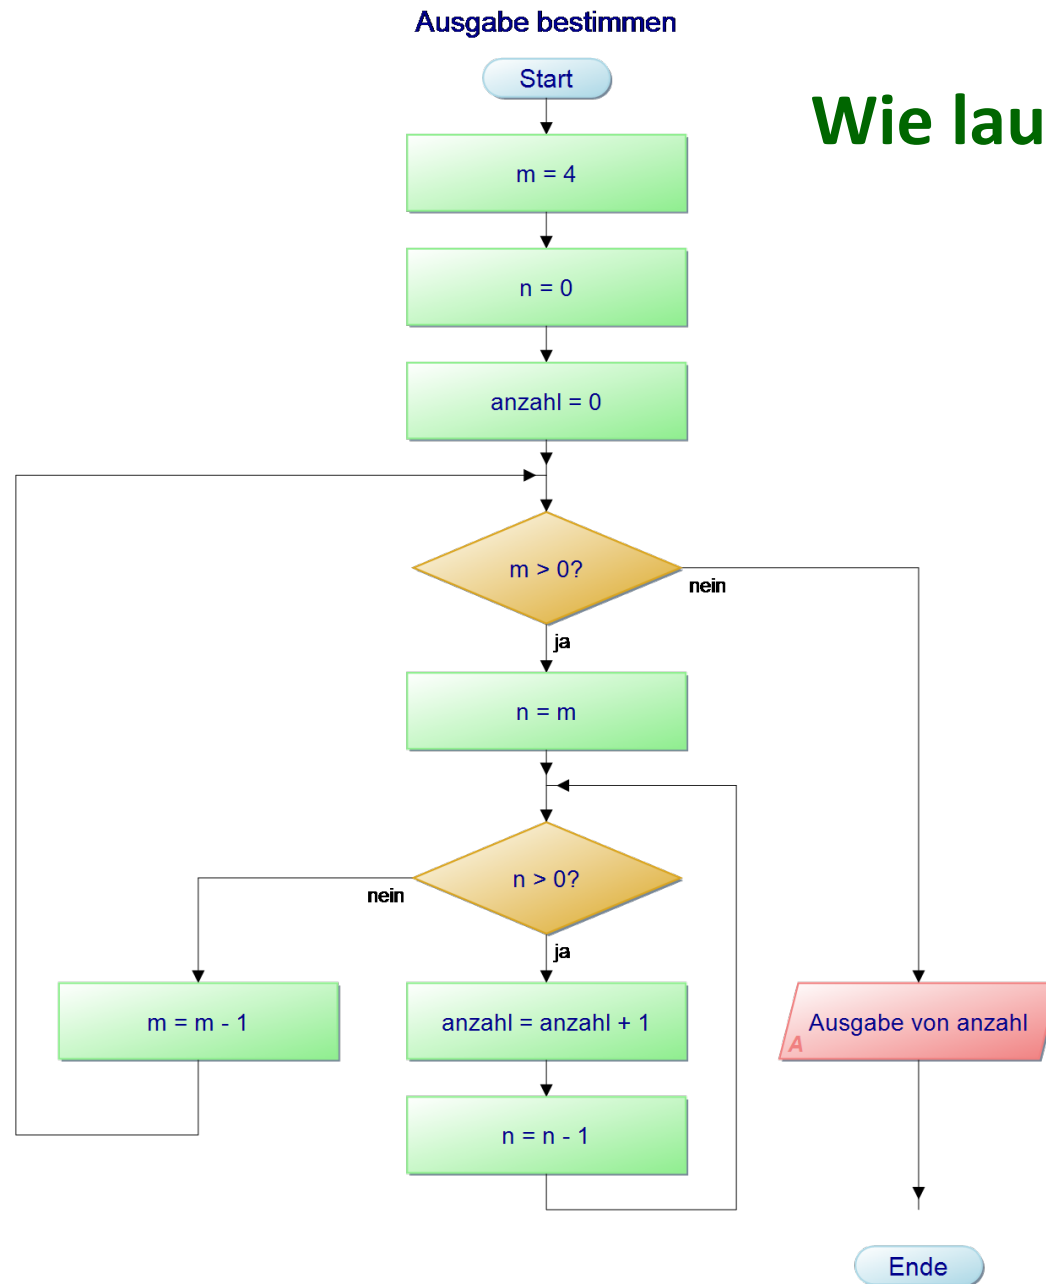 Ausgabe bestimmen
Start
Wie lau
m = 4
n = 0
anzahl = 0
m > 0?
nein
ja
n = m
n > 0?
nein
ja
m = m - 1
anzahl = anzahl + 1
Ausgabe von anzahl
A
n = n - 1
Ende